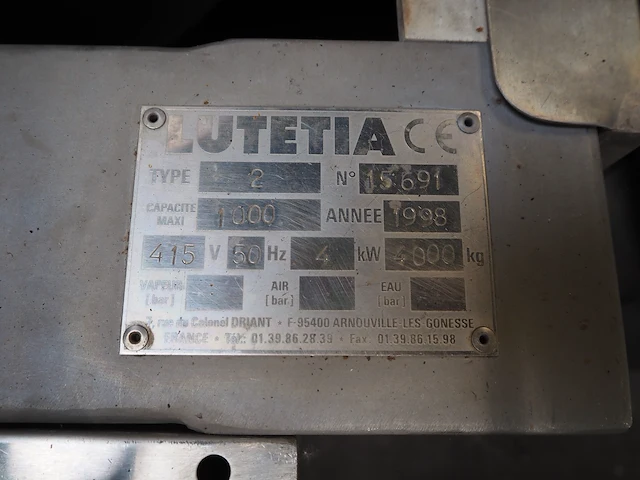 LUTETIA CE
TYPE 2 N° 15 691
CAPACITE MAXI 1000 ANNEE 1998
415 V 50 Hz 4 kW 4000 kg
VAPEUR [bar] AIR [bar] EAU [bar]
rue du Colonel DRIANT • F-95400 ARNOUVILLE-LES GONESSE
FRANCE • Tél. 01.39.86.28.39 • Fax. 01.39.86.15.98